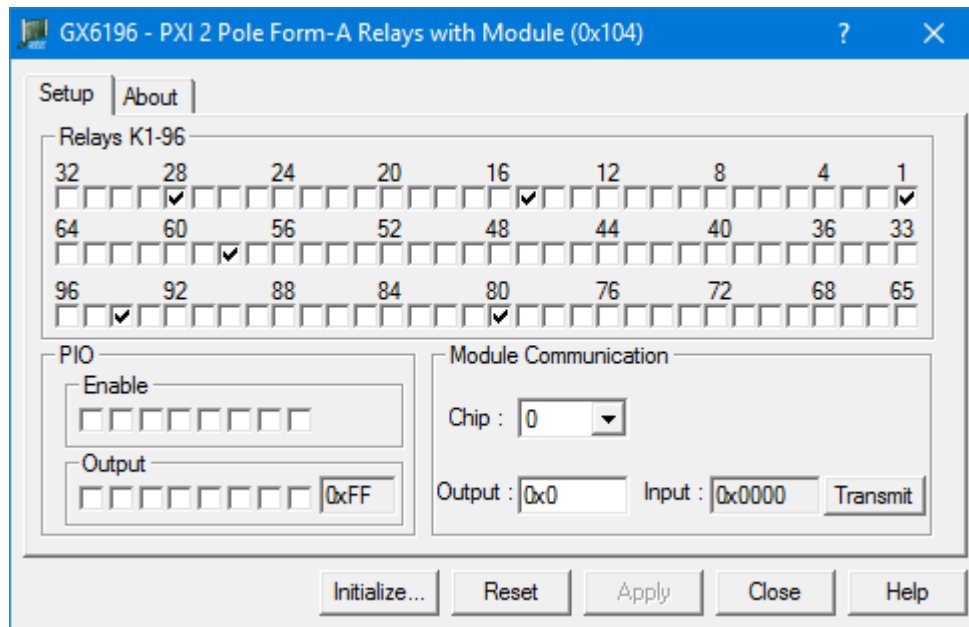 GX6196 - PXI 2 Pole Form-A Relays with Module (0x104)
Setup About
Relays K1-96
32 28 24 20 16 12 8 4 1
64 60 56 52 48 44 40 36 33
96 92 88 84 80 76 72 68 65
PIO
Enable
Output
0xFF
Module Communication
Chip : 0
Output : 0x0 Input : 0x0000 Transmit
Initialize... Reset Apply Close Help